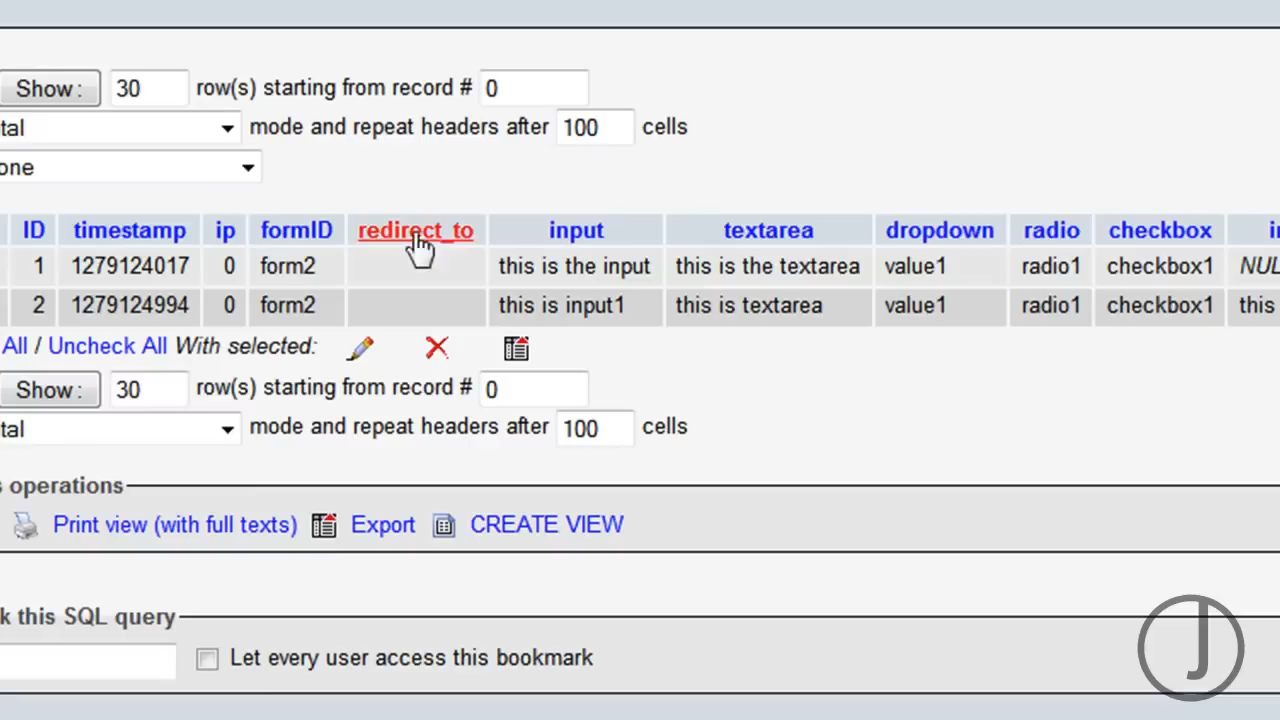 Show : 30 row(s) starting from record # 0
tal mode and repeat headers after 100 cells
one
ID timestamp ip formID redirect_to input textarea dropdown radio checkbox in
1 1279124017 0 form2 this is the input this is the textarea value1 radio1 checkbox1 NUL
2 1279124994 0 form2 this is input1 this is textarea value1 radio1 checkbox1 this
All / Uncheck All With selected:
Show : 30 row(s) starting from record # 0
tal mode and repeat headers after 100 cells
s operations
Print view (with full texts) Export CREATE VIEW
k this SQL query
Let every user access this bookmark
J